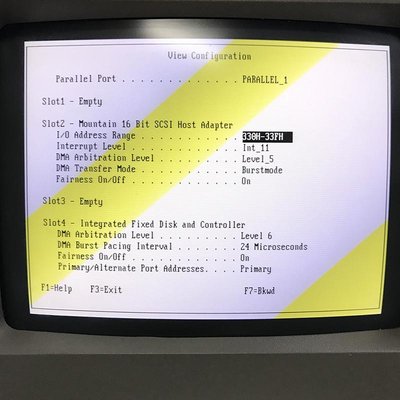 View Configuration
Parallel Port . . . . . . . . . . . . . PARALLEL_1
Slot1 - Empty
Slot2 - Mountain 16 Bit SCSI Host Adapter
I/O Address Range . . . . . . . . . . . 330H-33FH
Interrupt Level . . . . . . . . . . . . Int_11
DMA Arbitration Level . . . . . . . . . Level_5
DMA Transfer Mode . . . . . . . . . . . Burstmode
Fairness On/Off . . . . . . . . . . . . On
Slot3 - Empty
Slot4 - Integrated Fixed Disk and Controller
DMA Arbitration Level . . . . . . . . . Level 6
DMA Burst Pacing Interval . . . . . . . 24 Microseconds
Fairness On/Off . . . . . . . . . . . . On
Primary/Alternate Port Addresses. . . . Primary
F1=Help F3=Exit F7=Bkwd